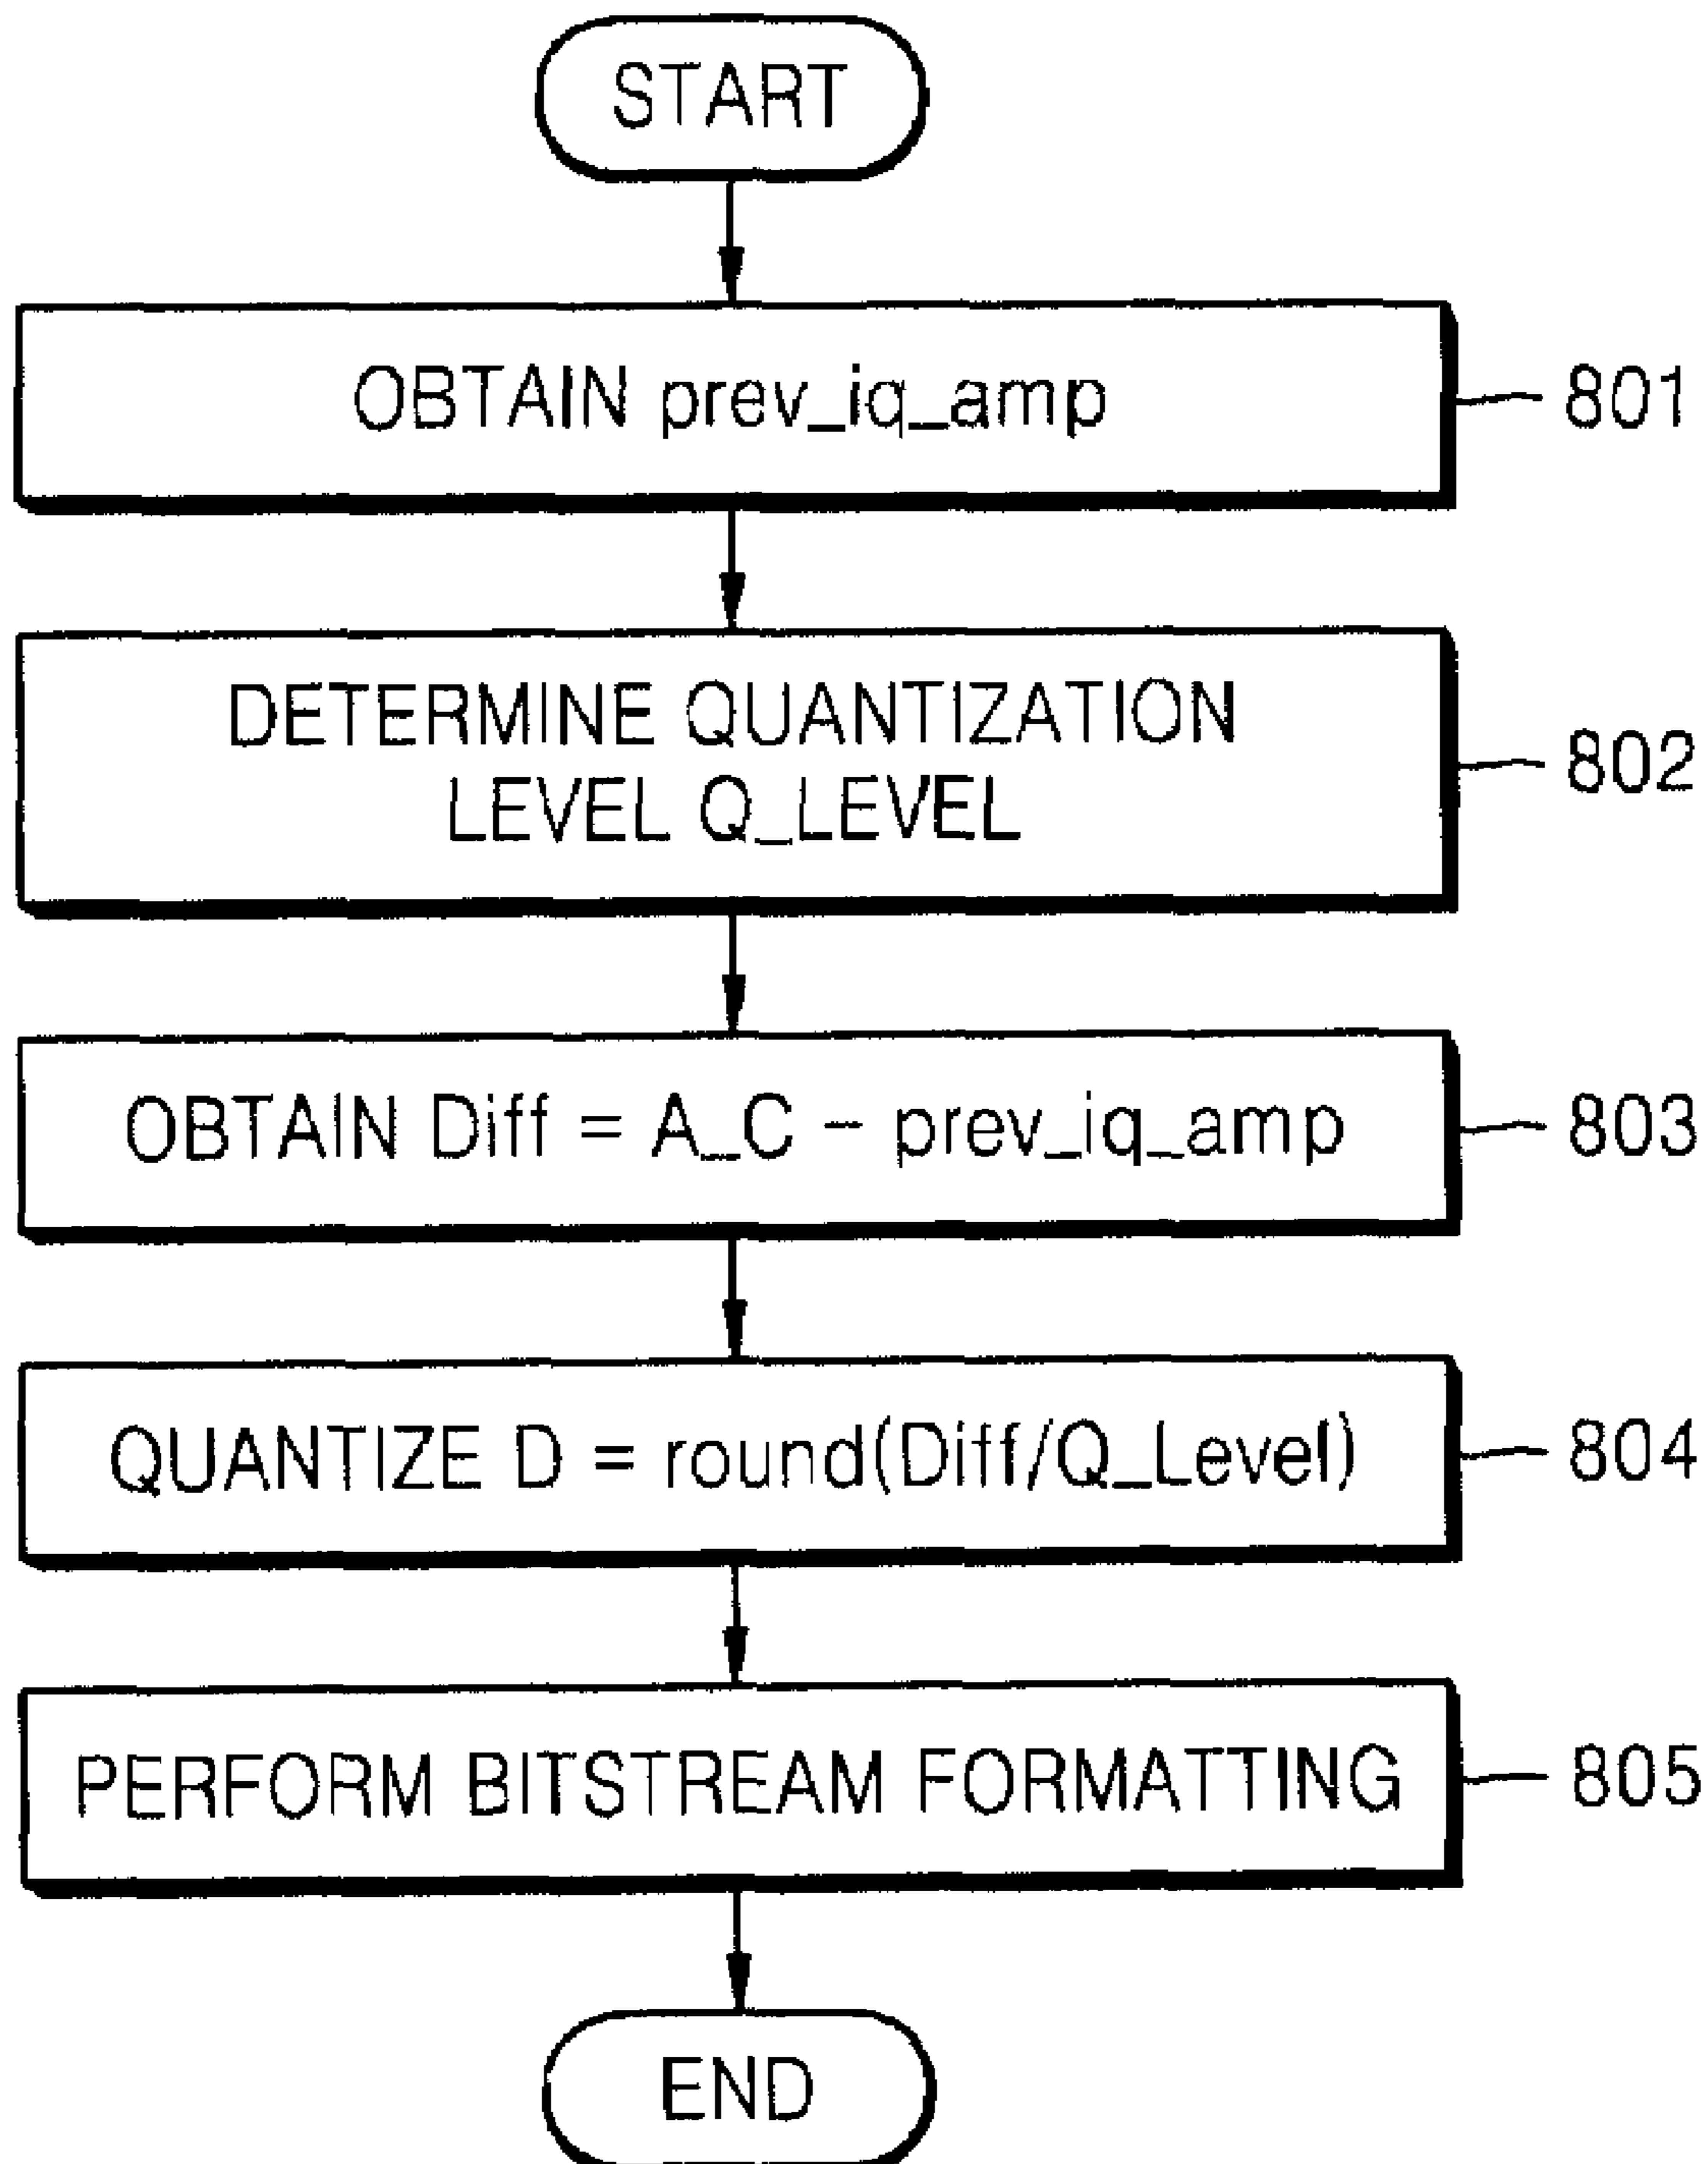 START
OBTAIN prev_iq_amp
801
DETERMINE QUANTIZATION
LEVEL Q_LEVEL
802
OBTAIN Diff = A_C - prev_iq_amp
803
QUANTIZE D = round(Diff/Q_Level)
804
PERFORM BITSTREAM FORMATTING
805
END